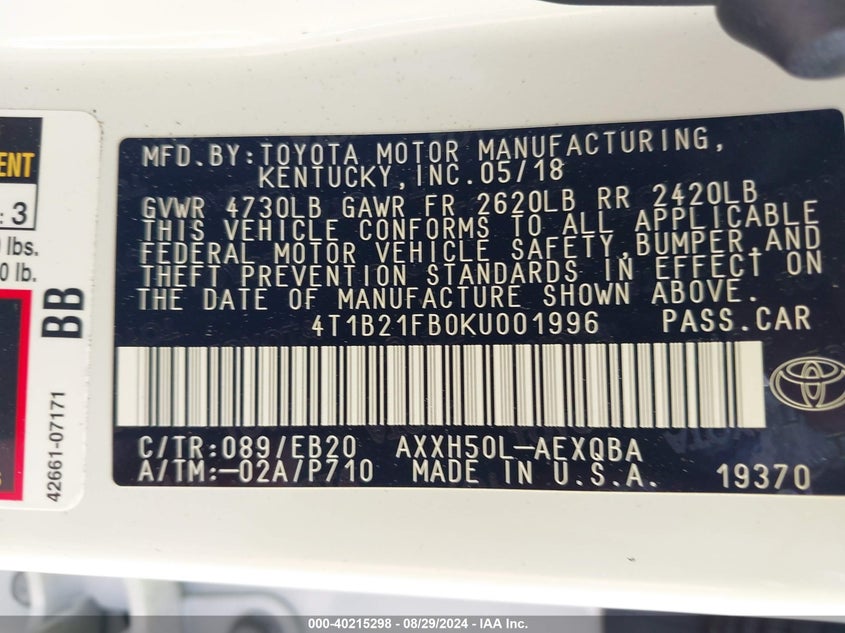 MFD.BY:TOYOTA MOTOR MANUFACTURING,
KENTUCKY,INC.05/18
GVWR 4730LB GAWR FR 2620LB RR 2420LB
THIS VEHICLE CONFORMS TO ALL APPLICABLE
FEDERAL MOTOR VEHICLE SAFETY,BUMPER,AND
THEFT PREVENTION STANDARDS IN EFFECT ON
THE DATE OF MANUFACTURE SHOWN ABOVE.
4T1B21FB0KU001996 PASS.CAR
C/TR:089/EB20 AXXH50L-AEXQBA
A/TM:-02A/P710 MADE IN U.S.A. 19370
: 3
lbs.
0 lb.
BB
42661-07171
000-40215298 - 08/29/2024 - IAA Inc.